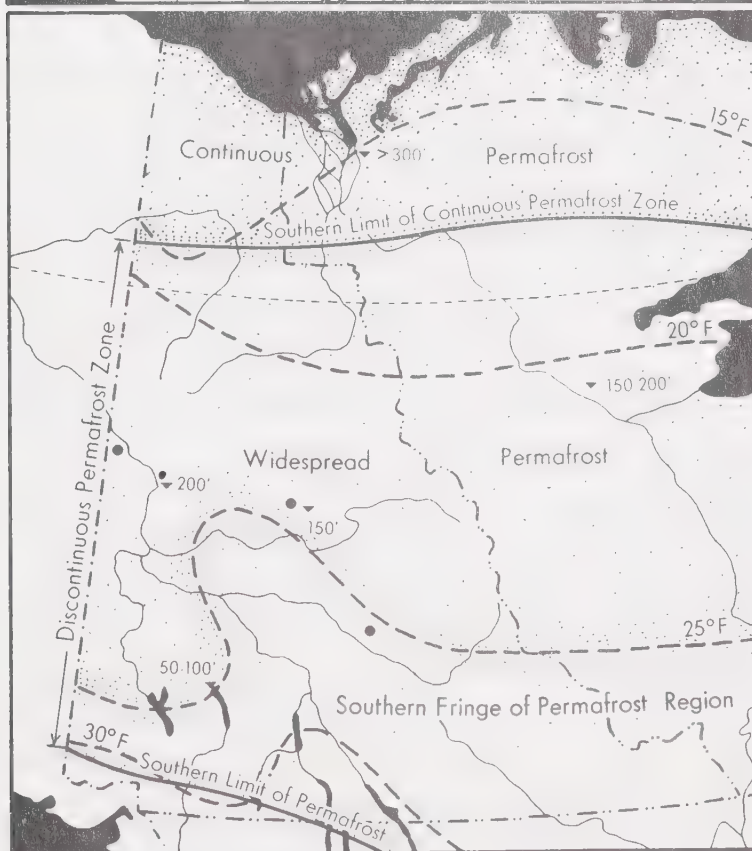 15°F
Continuous
> 300'
Permafrost
Southern Limit of Continuous Permafrost Zone
20°F
150 200'
Discontinuous Permafrost Zone
Widespread
Permafrost
200'
150'
25°F
50-100'
Southern Fringe of Permafrost Region
30°F
Southern Limit of Permafrost